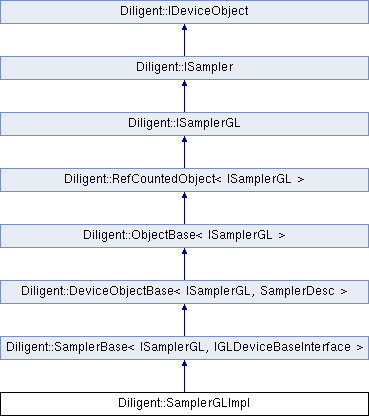 Diligent::IDeviceObject
Diligent::ISampler
Diligent::ISamplerGL
Diligent::RefCountedObject< ISamplerGL >
Diligent::ObjectBase< ISamplerGL >
Diligent::DeviceObjectBase< ISamplerGL, SamplerDesc >
Diligent::SamplerBase< ISamplerGL, IGLDeviceBaseInterface >
Diligent::SamplerGLImpl